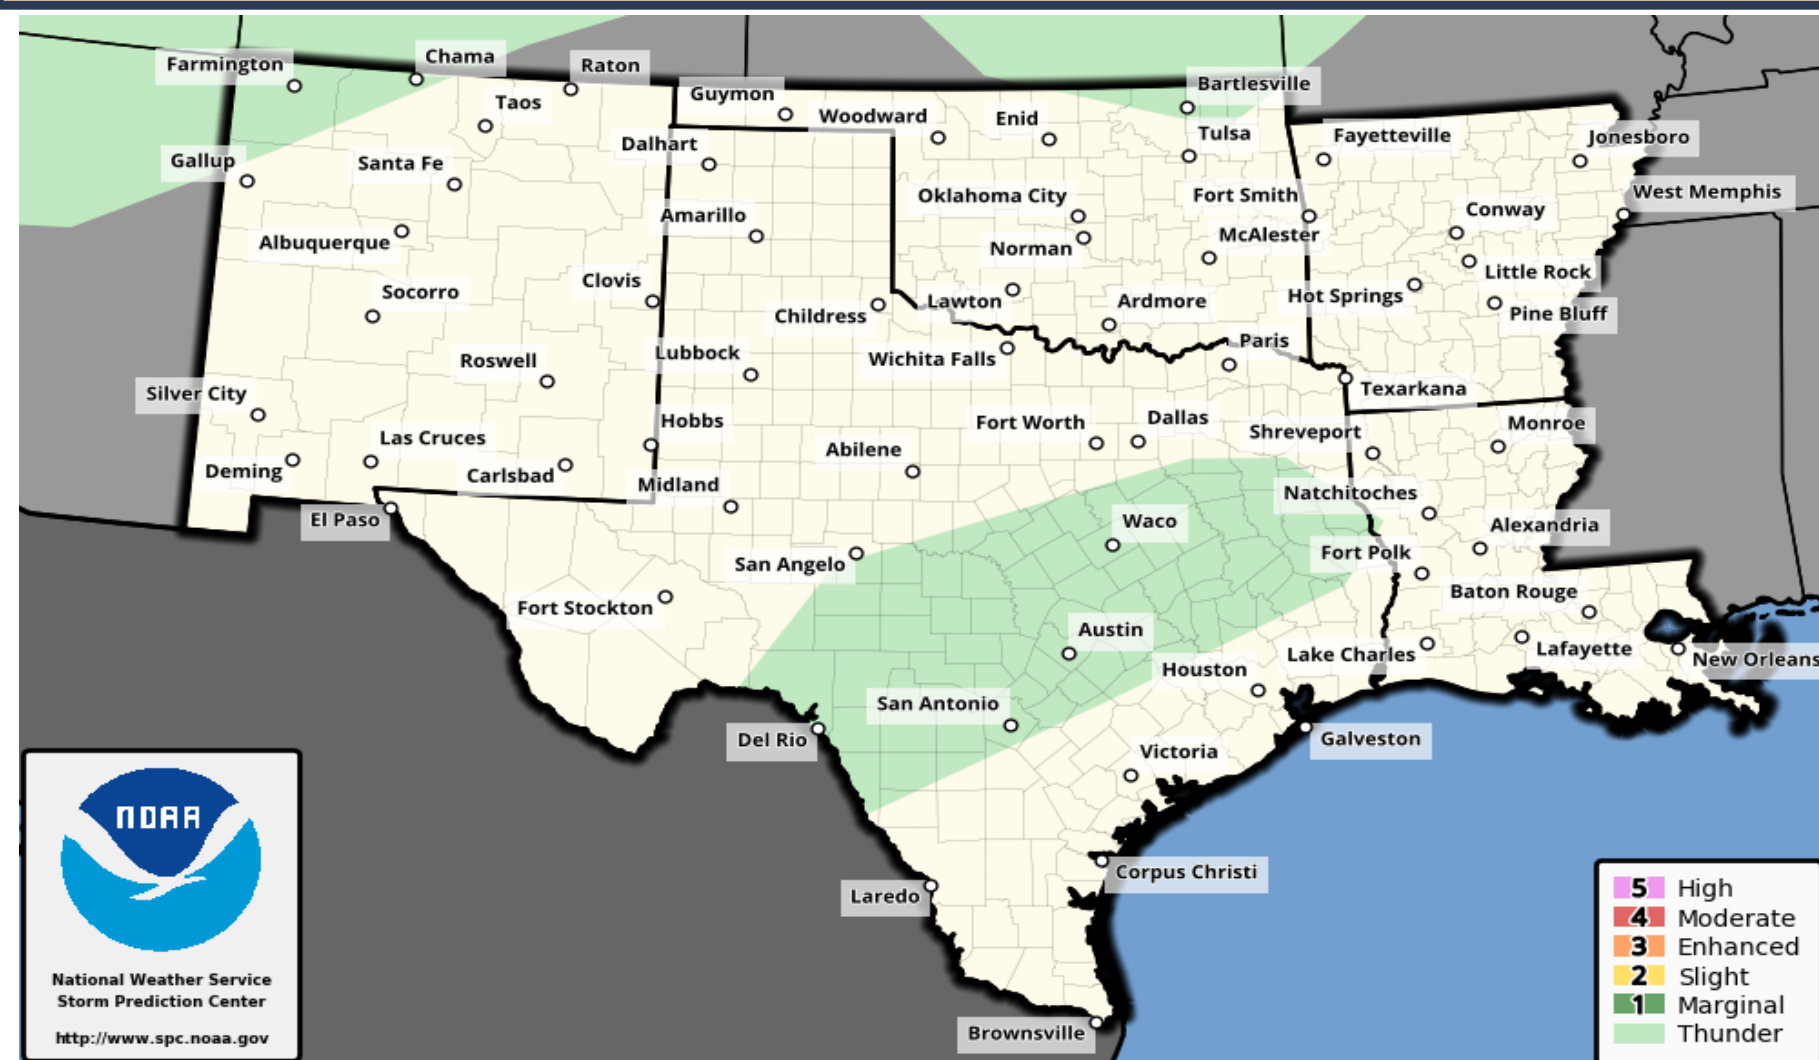 Farmington
Chama
Raton
Taos
Guymon
Woodward
Enid
Bartlesville
Tulsa
Fayetteville
Jonesboro
Gallup
Santa Fe
Dalhart
Oklahoma City
Fort Smith
West Memphis
Conway
Albuquerque
Amarillo
Norman
McAlester
Little Rock
Socorro
Clovis
Childress
Lawton
Ardmore
Hot Springs
Pine Bluff
Roswell
Lubbock
Wichita Falls
Paris
Texarkana
Silver City
Las Cruces
Hobbs
Abilene
Fort Worth
Dallas
Shreveport
Monroe
Deming
Carlsbad
Midland
Natchitoches
El Paso
Waco
Alexandria
San Angelo
Fort Polk
Fort Stockton
Baton Rouge
Austin
Houston
Lake Charles
Lafayette
New Orleans
San Antonio
Del Rio
Victoria
Galveston
Corpus Christi
Laredo
Brownsville
NOAA
National Weather Service
Storm Prediction Center
http://www.spc.noaa.gov
5 High
4 Moderate
3 Enhanced
2 Slight
1 Marginal
Thunder